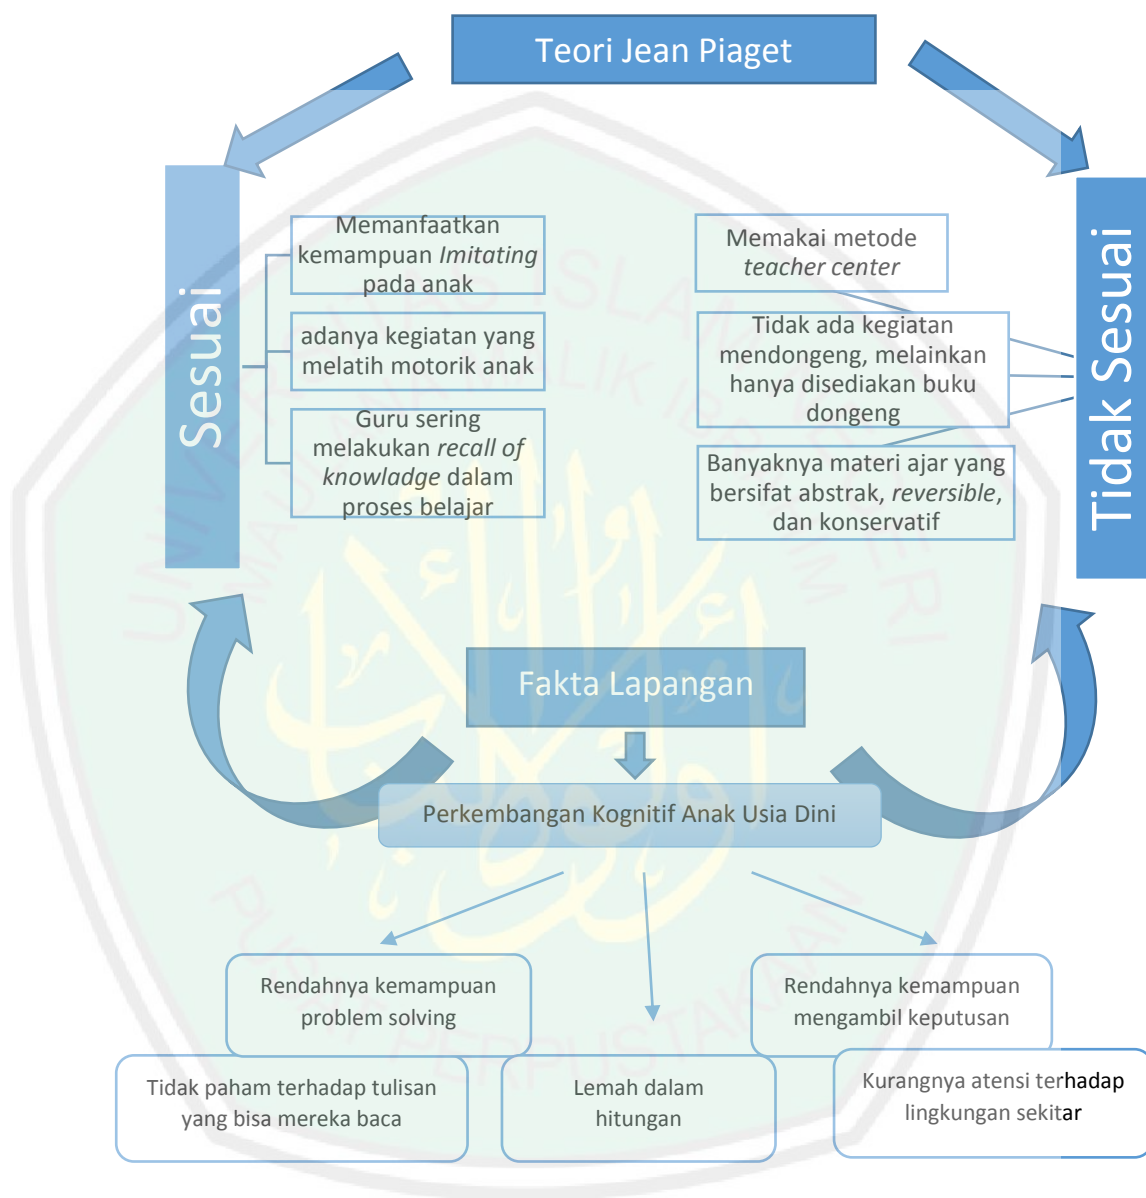 Teori Jean Piaget
Sesuai
Memanfaatkan
kemampuan Imitating
pada anak
adanya kegiatan yang
melatih motorik anak
Guru sering
melakukan recall of
knowladge dalam
proses belajar
Memakai metode
teacher center
Tidak ada kegiatan
mendongeng, melainkan
hanya disediakan buku
dongeng
Banyaknya materi ajar yang
bersifat abstrak, reversible,
dan konservatif
Tidak Sesuai
Fakta Lapangan
Perkembangan Kognitif Anak Usia Dini
Rendahnya kemampuan
problem solving
Rendahnya kemampuan
mengambil keputusan
Tidak paham terhadap tulisan
yang bisa mereka baca
Lemah dalam
hitungan
Kurangnya atensi terhadap
lingkungan sekitar
PUSAT PERPUSTAKAAN